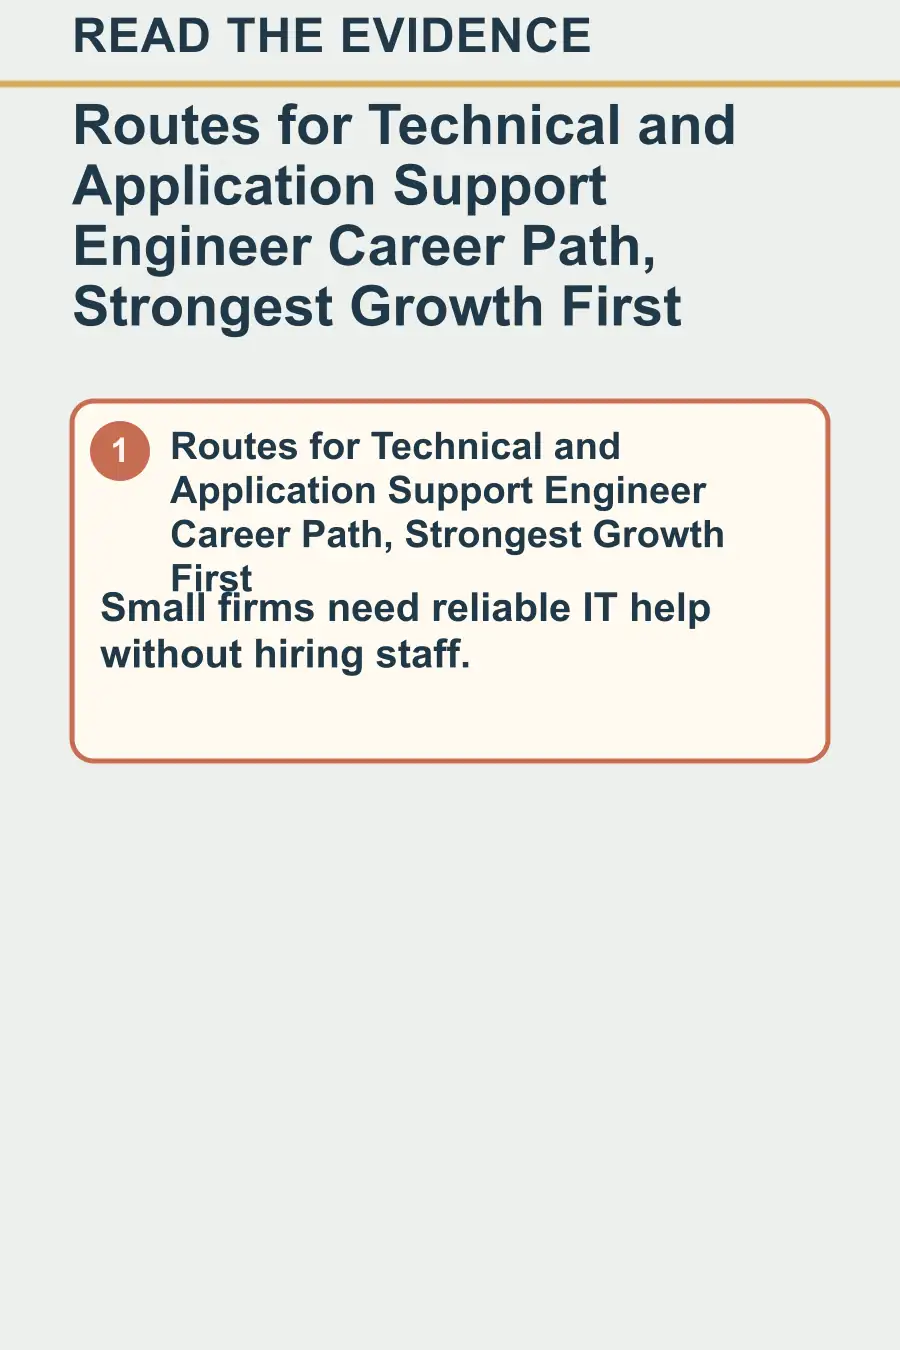 READ THE EVIDENCE
Routes for Technical and
Application Support
Engineer Career Path,
Strongest Growth First
1
Routes for Technical and
Application Support Engineer
Career Path, Strongest Growth
First
Small firms need reliable IT help
without hiring staff.